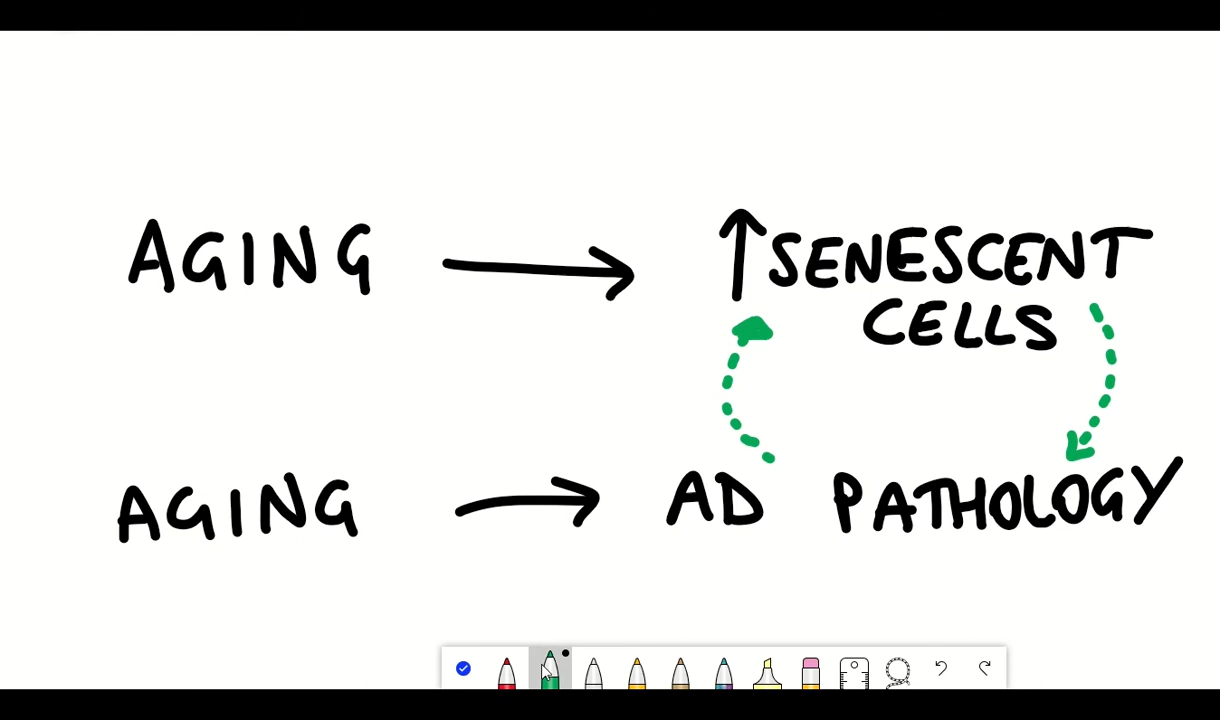 AGING → ↑ SENESCENT
CELLS
AGING → AD PATHOLOGY